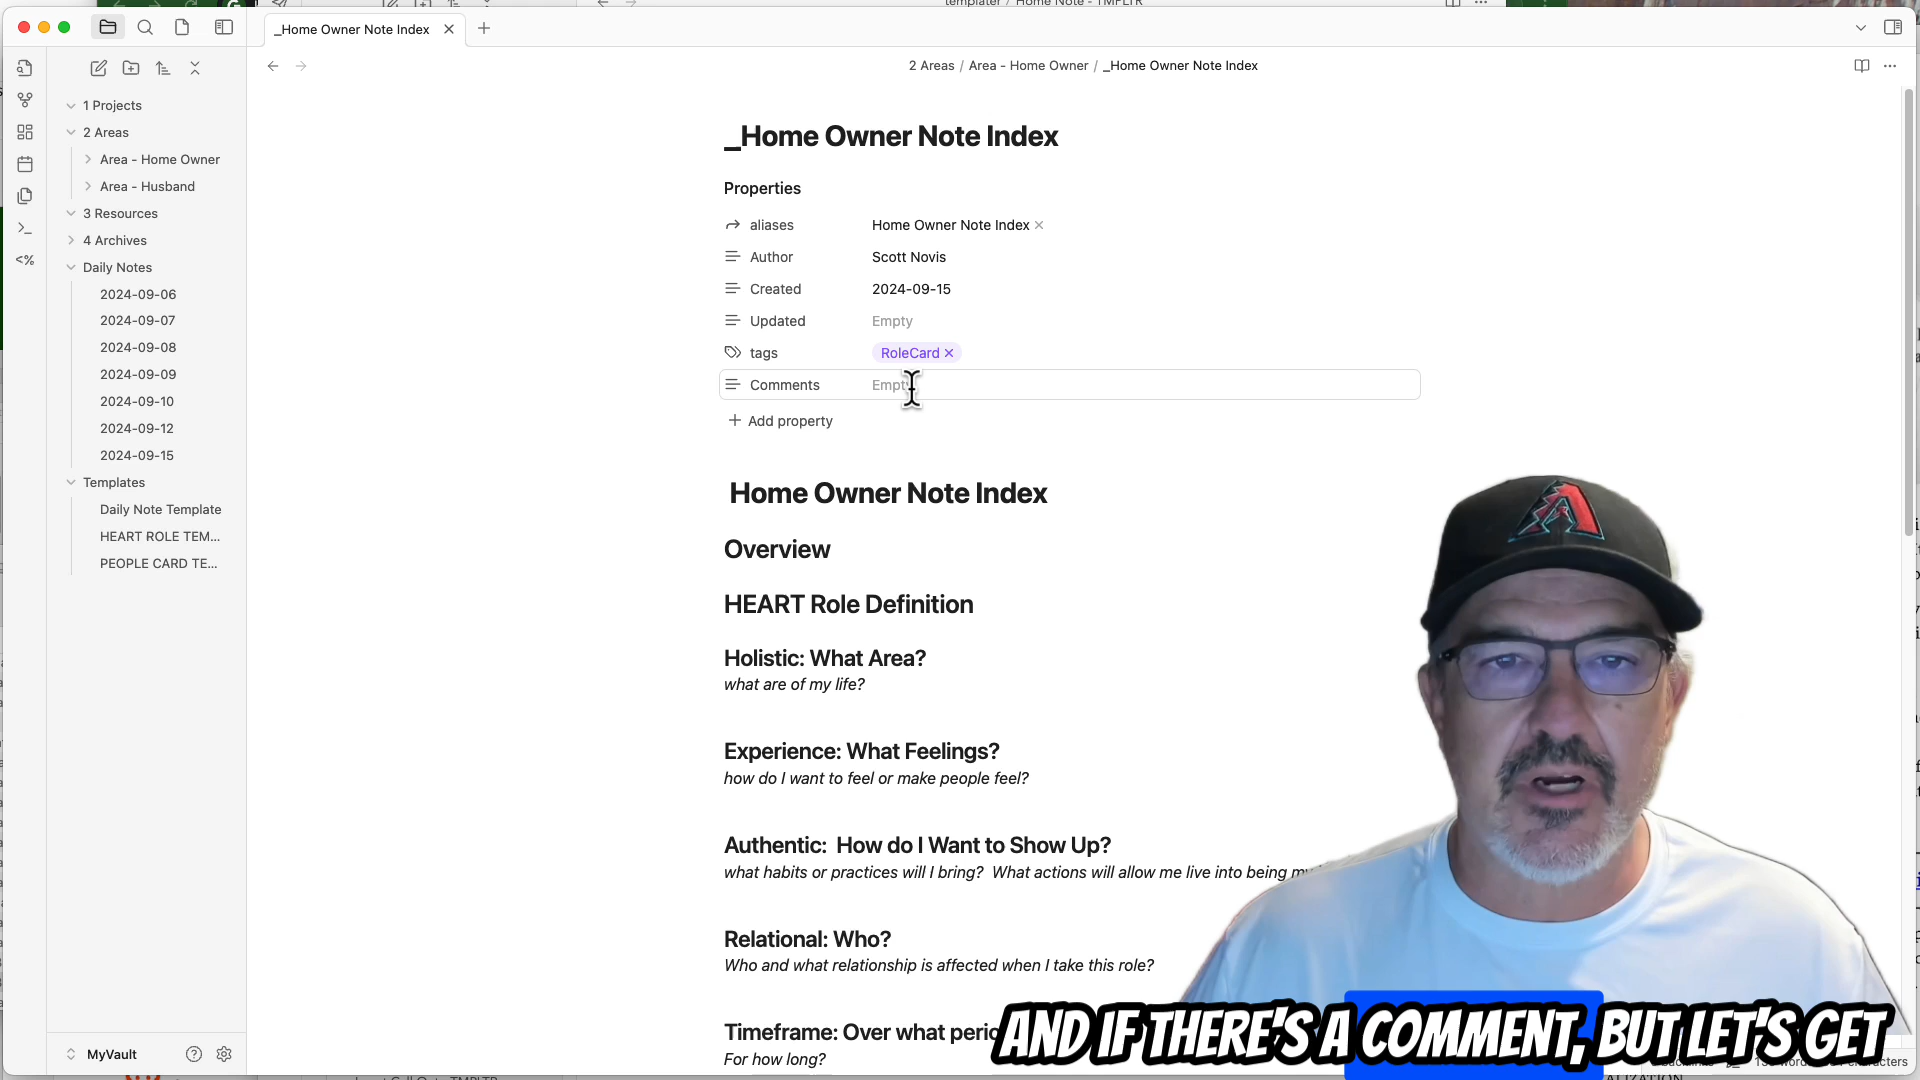 templater / Home Note - TMPLTR
_Home Owner Note Index
2 Areas / Area - Home Owner / _Home Owner Note Index
1 Projects
2 Areas
Area - Home Owner
Area - Husband
3 Resources
4 Archives
Daily Notes
2024-09-06
2024-09-07
2024-09-08
2024-09-09
2024-09-10
2024-09-12
2024-09-15
Templates
Daily Note Template
HEART ROLE TEM...
PEOPLE CARD TE...
MyVault
_Home Owner Note Index
Properties
aliases Home Owner Note Index
Author Scott Novis
Created 2024-09-15
Updated Empty
tags RoleCard
Comments Empty
Add property
Home Owner Note Index
Overview
HEART Role Definition
Holistic: What Area?
what are of my life?
Experience: What Feelings?
how do I want to feel or make people feel?
Authentic: How do I Want to Show Up?
what habits or practices will I bring? What actions will allow me live into being
Relational: Who?
Who and what relationship is affected when I take this role?
Timeframe: Over what
For how long?
AND IF THERE'S A COMMENT, BUT LET'S GET